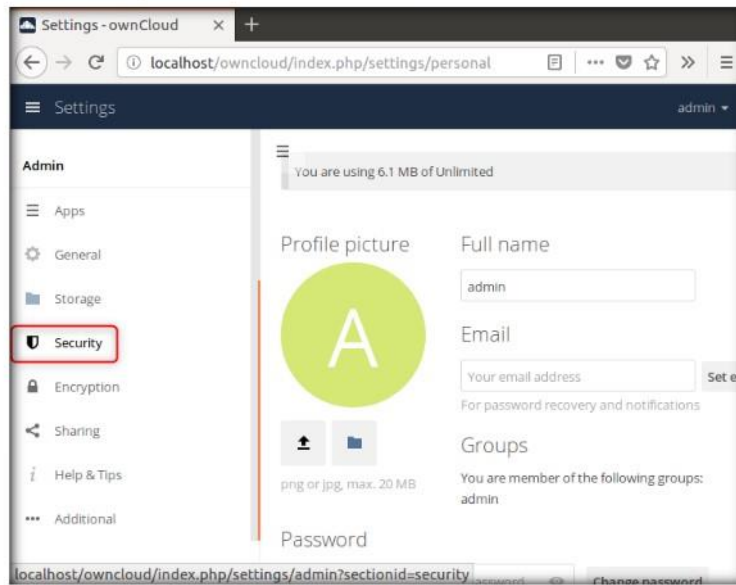 Settings - ownCloud
localhost/owncloud/index.php/settings/personal
Settings
admin
Admin
Apps
General
Storage
Security
Encryption
Sharing
Help & Tips
Additional
You are using 6.1 MB of Unlimited
Profile picture
A
png or jpg, max. 20 MB
Full name
admin
Email
Your email address
Set e
For password recovery and notifications
Groups
You are member of the following groups:
admin
Password
password
Change password
localhost/owncloud/index.php/settings/admin?sectionid=security